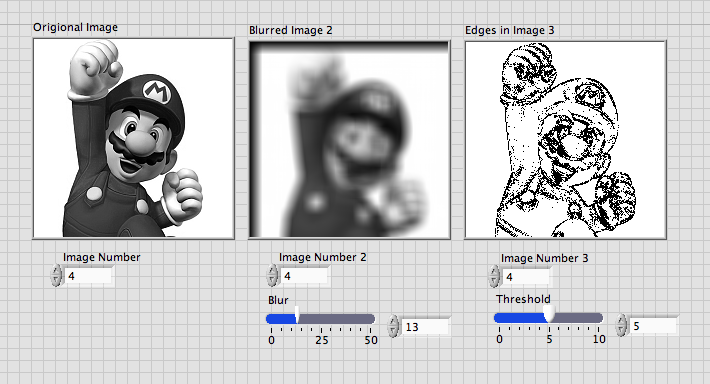 Origional Image
Blurred Image 2
Edges in Image 3
M
Image Number
4
Image Number 2
4
Image Number 3
4
Blur
0 25 50
13
Threshold
0 5 10
5